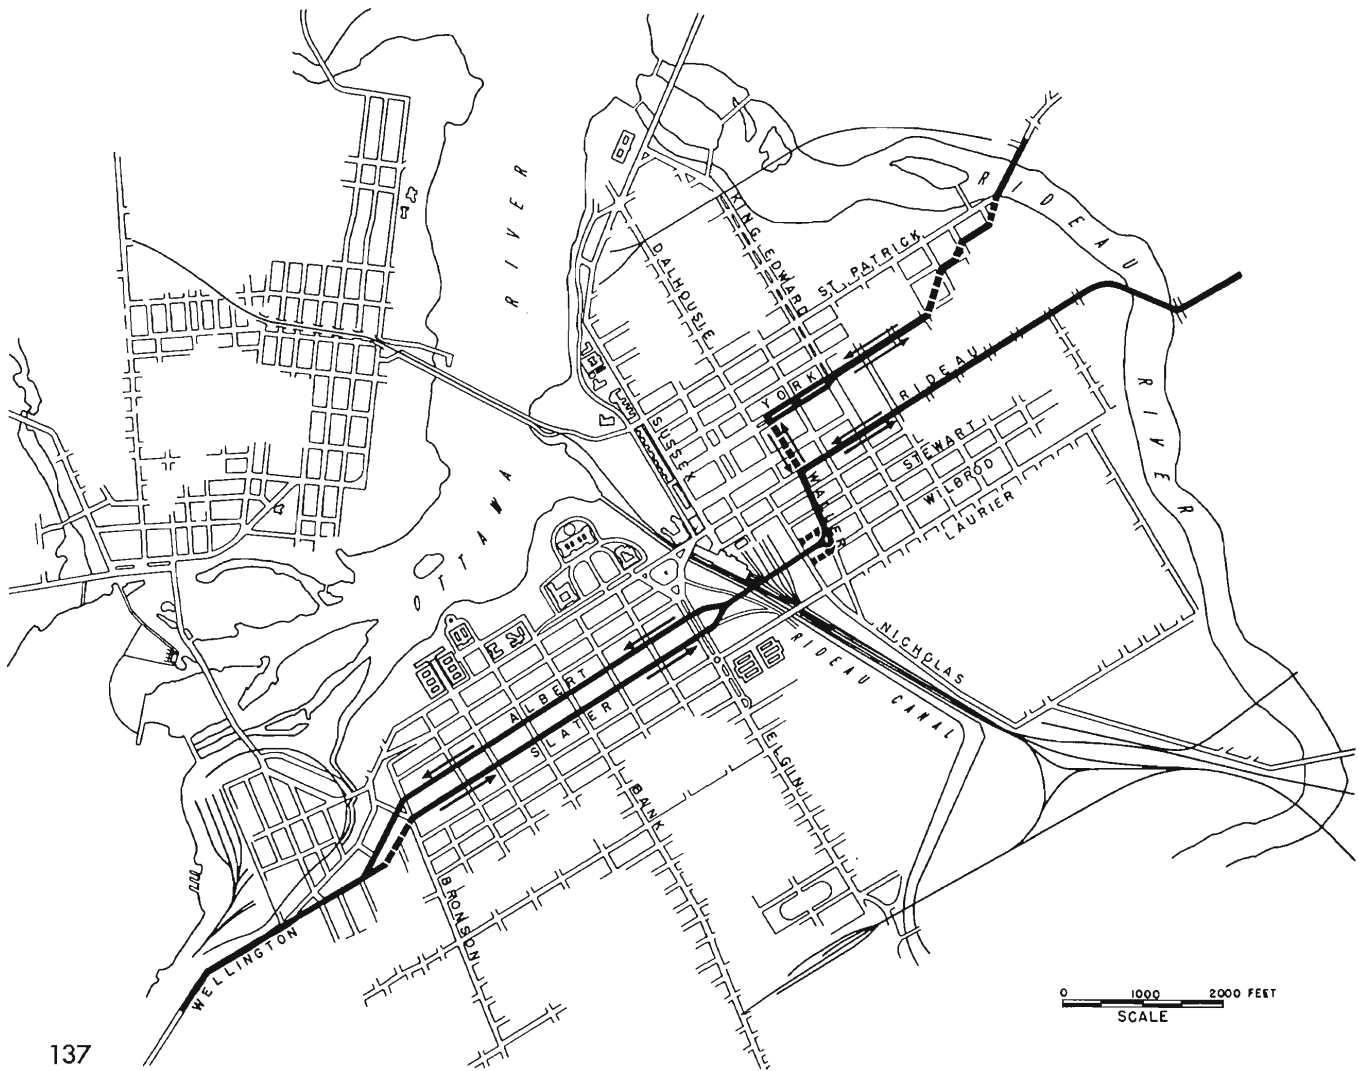 RIVER
OTTAWA
RIDEAU
RIVER
KING EDWARD
DALHOUSIE
ST. PATRICK
YORK
RIDEAU
SUSSEX
WALLER
STEWART
WILBROD
LAURIER
NICHOLAS
RIDEAU CANAL
ALBERT
SLATER
ELGIN
BANK
BRONSON
WELLINGTON
0 1000 2000 FEET
SCALE
137